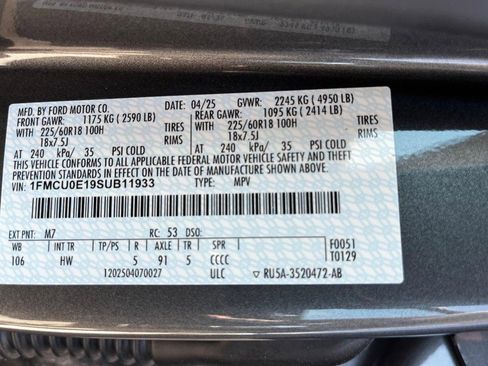 MFD. BY FORD MOTOR CO. 04/25 GVWR: 2245 KG ( 4950 LB)
FRONT GAWR: 1175 KG ( 2590 LB) REAR GAWR: 1095 KG ( 2414 LB)
WITH 225/60R18 100H TIRES WITH 225/60R18 100H TIRES
18x7.5J 18x7.5J
AT 240 kPa/ 35 PSI COLD AT 240 kPa/ 35 PSI COLD
THIS VEHICLE CONFORMS TO ALL APPLICABLE FEDERAL MOTOR VEHICLE SAFETY, BUMPER, AND THEFT
PREVENTION STANDARDS IN EFFECT ON THE DATE OF MANUFACTURE SHOWN ABOVE.
VIN: 1FMCU0E19SUB11933 TYPE: MPV
EXT PNT: M7 RC: 53 DSO: F0051
WB INT TR TP/PS R AXLE TR SPR T0129
106 HW 5 91 5 CCCC
1202504070027 ULC RU5A-3520472-AB